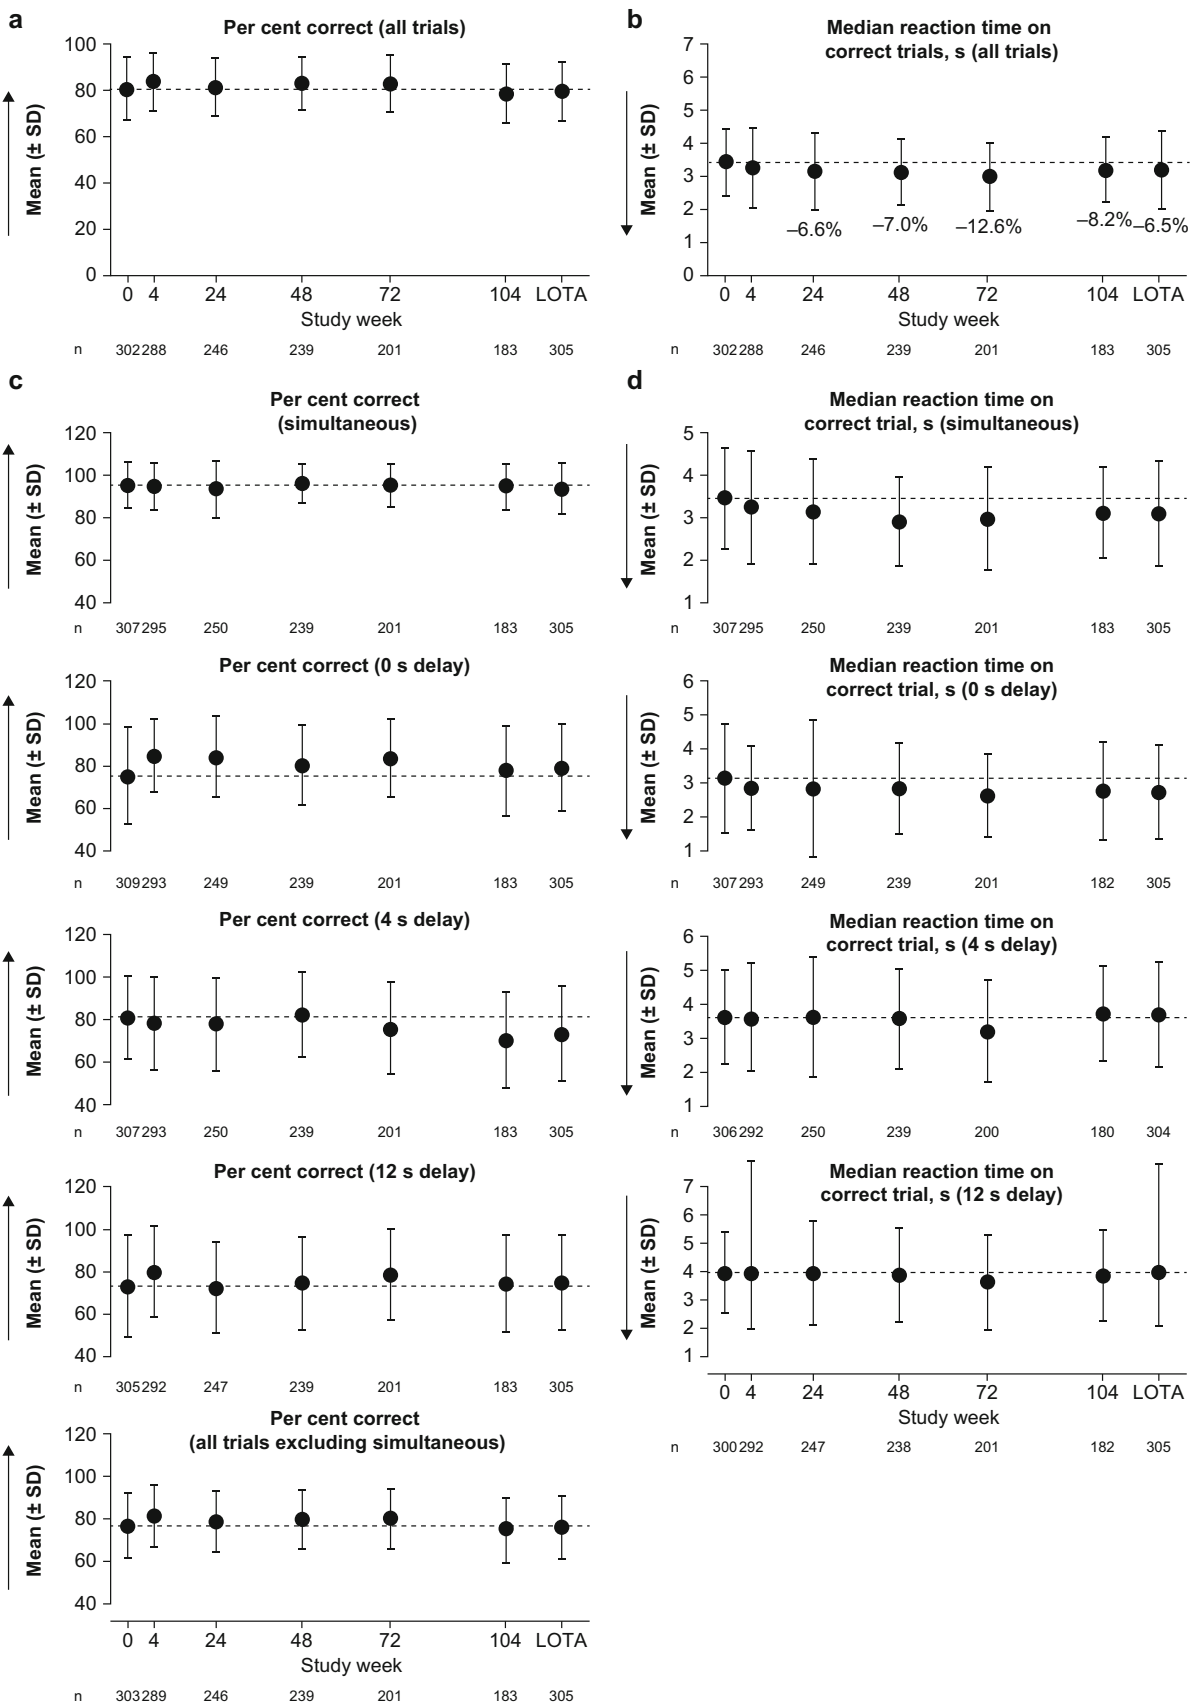 a
Per cent correct (all trials)
100
80
60
40
20
0
Mean (± SD)
0 4 24 48 72 104 LOTA
Study week
n 302 288 246 239 201 183 305
b
Median reaction time on
correct trials, s (all trials)
7
6
5
4
3
2
1
0
Mean (± SD)
–6.6% –7.0% –12.6% –8.2% –6.5%
0 4 24 48 72 104 LOTA
Study week
n 302 288 246 239 201 183 305
c
Per cent correct
(simultaneous)
120
100
80
60
40
Mean (± SD)
n 307 295 250 239 201 183 305
Per cent correct (0 s delay)
120
100
80
60
40
Mean (± SD)
n 309 293 249 239 201 183 305
Per cent correct (4 s delay)
120
100
80
60
40
Mean (± SD)
n 307 293 250 239 201 183 305
Per cent correct (12 s delay)
120
100
80
60
40
Mean (± SD)
n 305 292 247 239 201 183 305
Per cent correct
(all trials excluding simultaneous)
120
100
80
60
40
Mean (± SD)
0 4 24 48 72 104 LOTA
Study week
n 303 289 246 239 201 183 305
d
Median reaction time on
correct trial, s (simultaneous)
5
4
3
2
1
Mean (± SD)
n 307 295 250 239 201 183 305
Median reaction time on
correct trial, s (0 s delay)
6
5
4
3
2
1
Mean (± SD)
n 307 293 249 239 201 182 305
Median reaction time on
correct trial, s (4 s delay)
6
5
4
3
2
1
Mean (± SD)
n 306 292 250 239 200 180 304
Median reaction time on
correct trial, s (12 s delay)
7
6
5
4
3
2
1
Mean (± SD)
0 4 24 48 72 104 LOTA
Study week
n 300 292 247 238 201 182 305